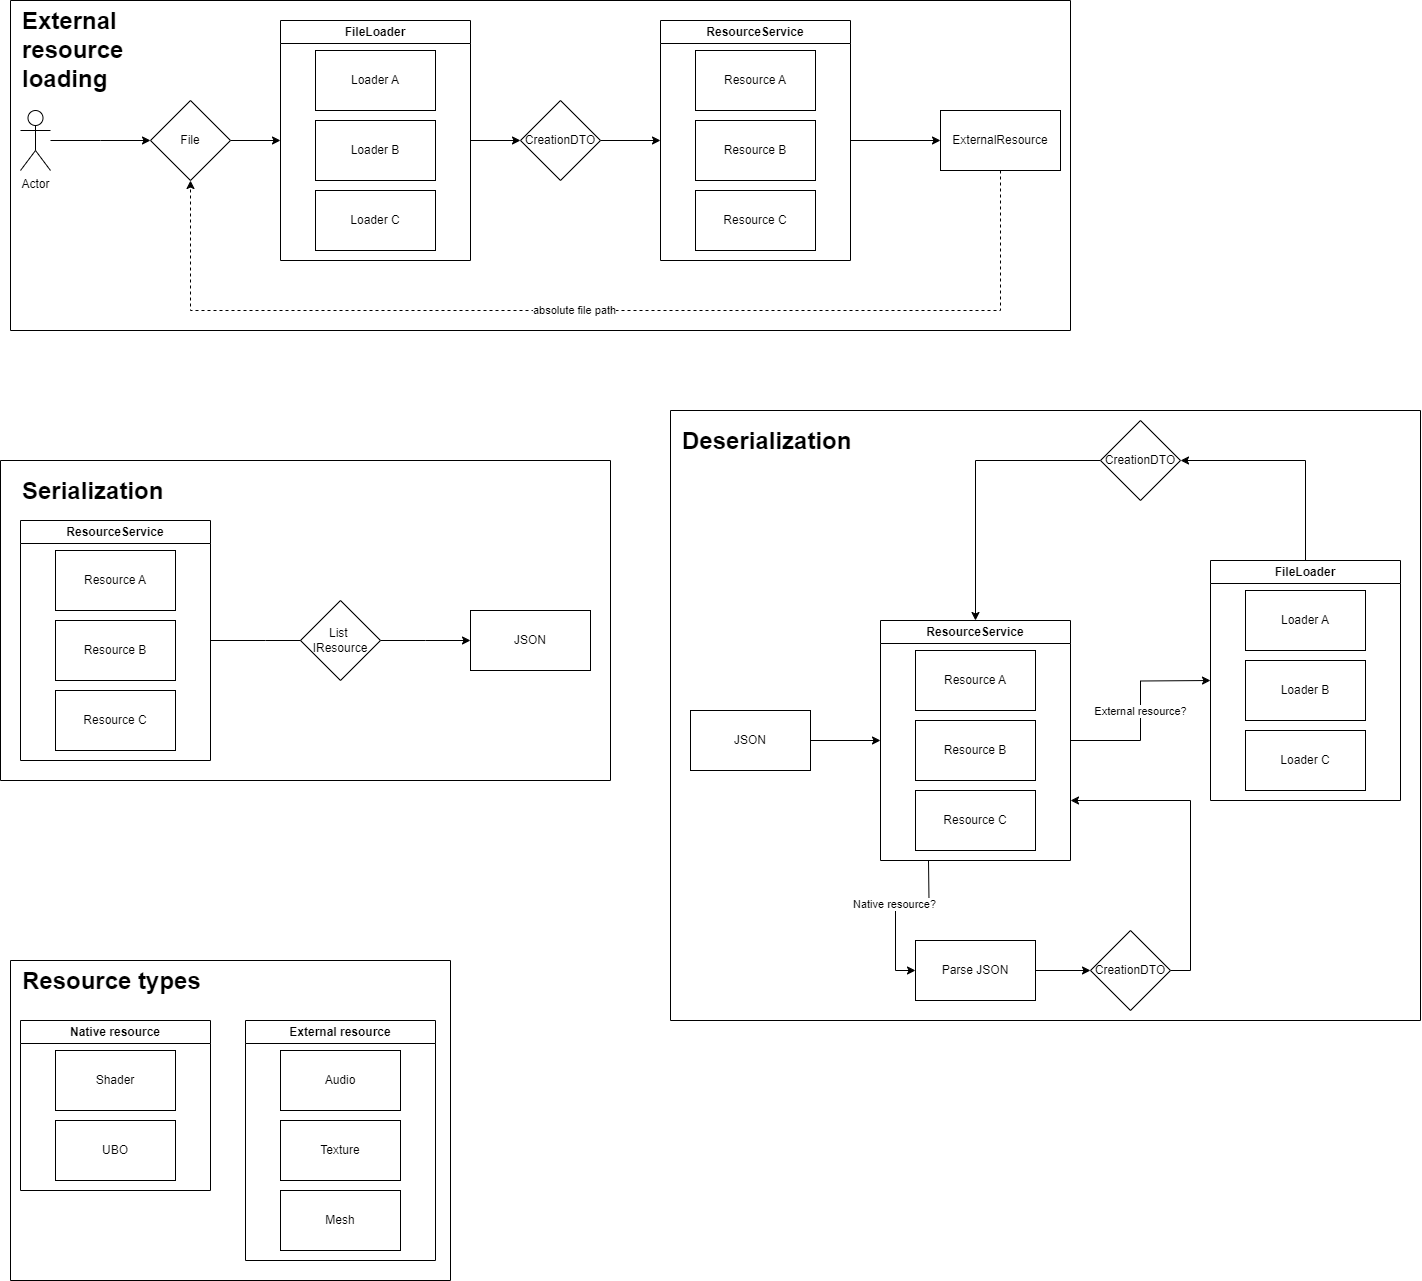 External
resource
loading
Actor
File
FileLoader
Loader A
Loader B
Loader C
CreationDTO
ResourceService
Resource A
Resource B
Resource C
ExternalResource
absolute file path
Serialization
ResourceService
Resource A
Resource B
Resource C
List
IResource
JSON
Deserialization
CreationDTO
FileLoader
Loader A
Loader B
Loader C
ResourceService
Resource A
Resource B
Resource C
JSON
External resource?
Native resource?
Parse JSON
CreationDTO
Resource types
Native resource
Shader
UBO
External resource
Audio
Texture
Mesh